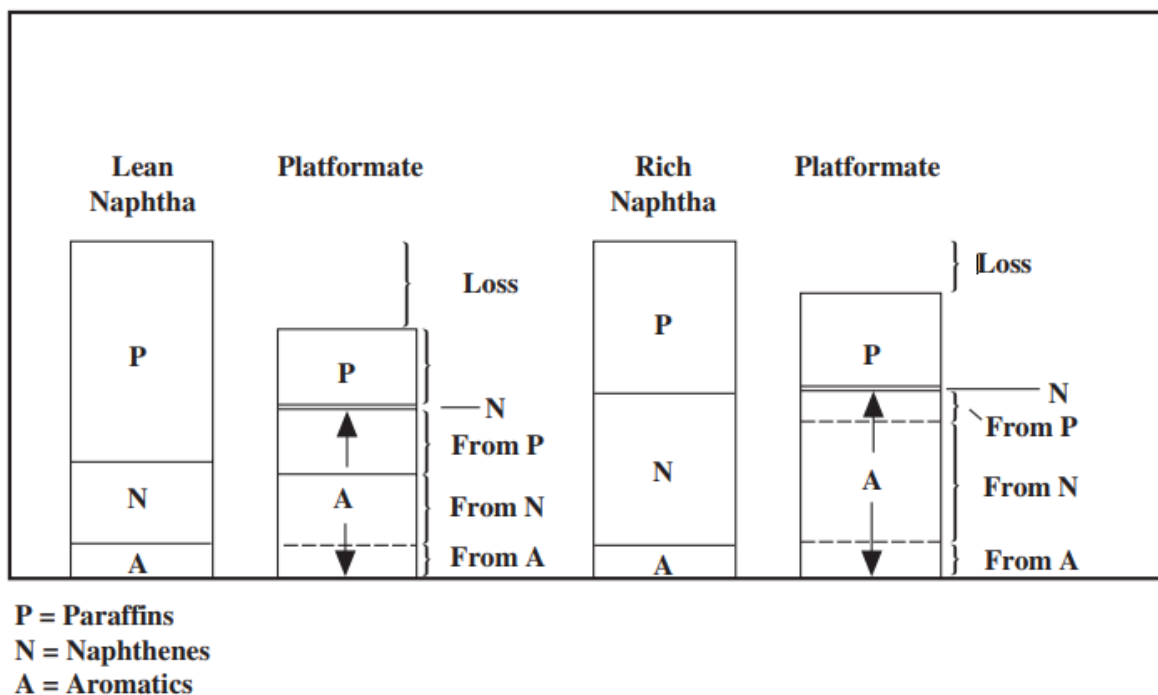 Lean
Naphtha
Platformate
Rich
Naphtha
Platformate
P
N
A
P
A
Loss
N
From P
From N
From A
P
N
A
P
A
Loss
N
From P
From N
From A
P = Paraffins
N = Naphthenes
A = Aromatics